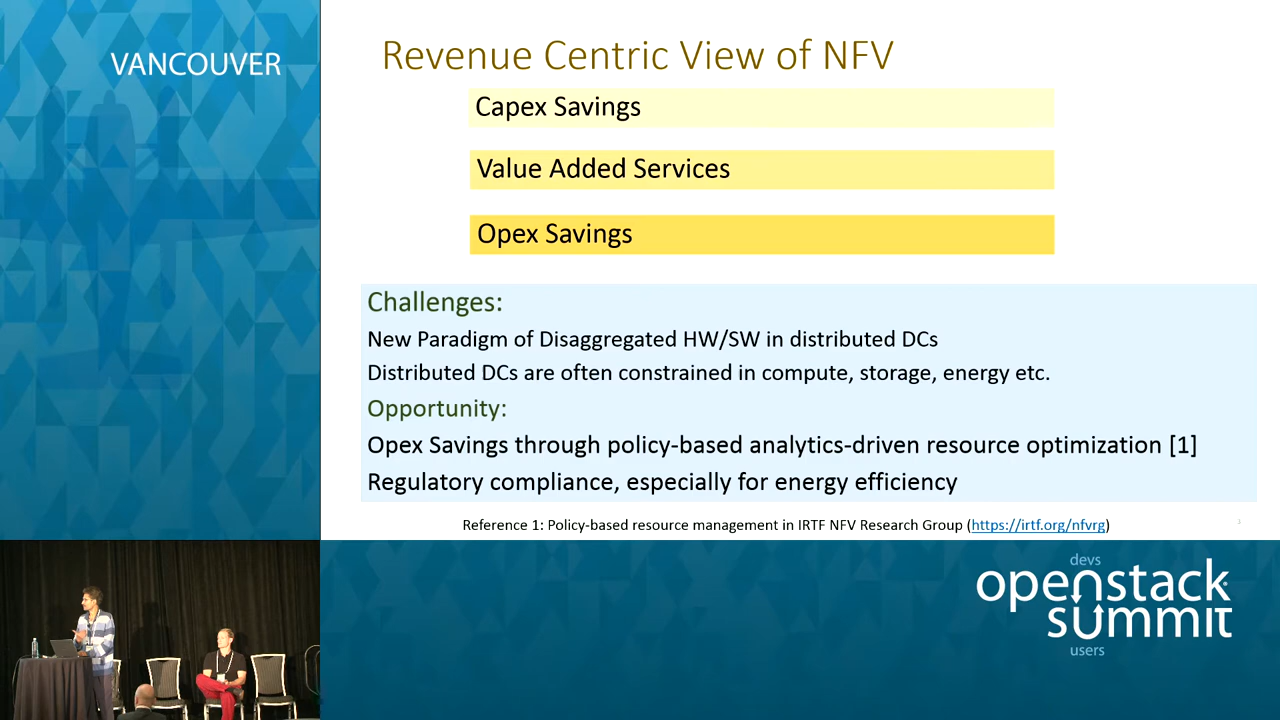 VANCOUVER
Revenue Centric View of NFV
Capex Savings
Value Added Services
Opex Savings
Challenges:
New Paradigm of Disaggregated HW/SW in distributed DCs
Distributed DCs are often constrained in compute, storage, energy etc.
Opportunity:
Opex Savings through policy-based analytics-driven resource optimization [1]
Regulatory compliance, especially for energy efficiency
Reference 1: Policy-based resource management in IRTF NFV Research Group (https://irtf.org/nfvrg)
devs
openstack
summit
users